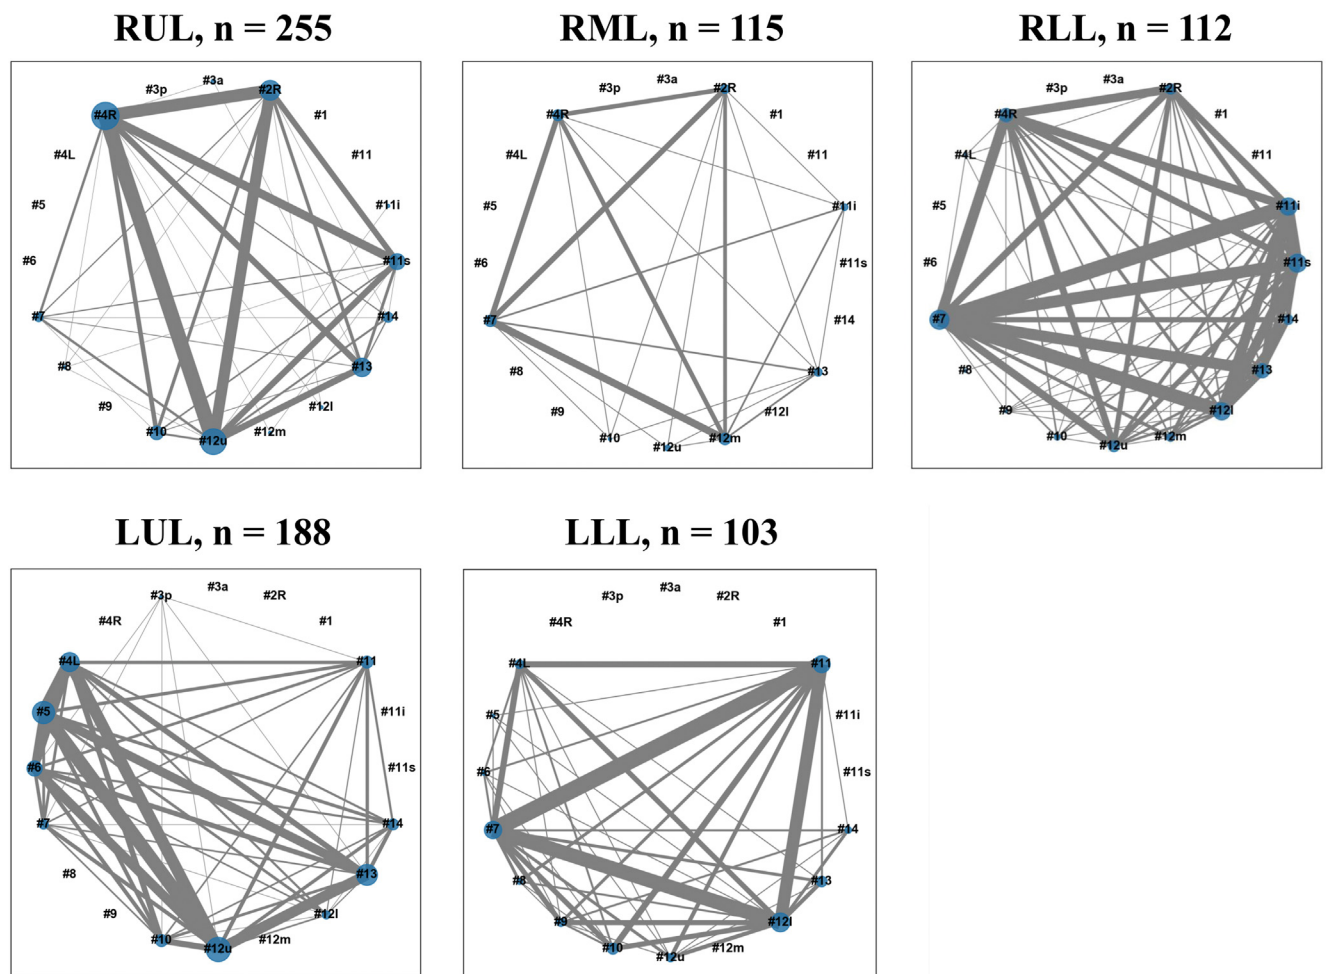 RUL, n = 255
RML, n = 115
RLL, n = 112
#3a
#3p
#2R
#4R
#1
#4L
#11
#5
#11i
#6
#11s
#7
#14
#8
#13
#9
#12l
#10
#12u
#12m
#3a
#3p
#2R
#4R
#1
#4L
#11
#5
#11i
#6
#11s
#7
#14
#8
#13
#9
#12l
#10
#12u
#12m
#3a
#3p
#2R
#4R
#1
#4L
#11
#5
#11i
#6
#11s
#7
#14
#8
#13
#9
#12l
#10
#12u
#12m
LUL, n = 188
LLL, n = 103
#3a
#3p
#2R
#4R
#1
#4L
#11
#5
#11i
#6
#11s
#7
#14
#8
#13
#9
#12l
#10
#12u
#12m
#3a
#3p
#2R
#4R
#1
#4L
#11
#5
#11i
#6
#11s
#7
#14
#8
#13
#9
#12l
#10
#12u
#12m